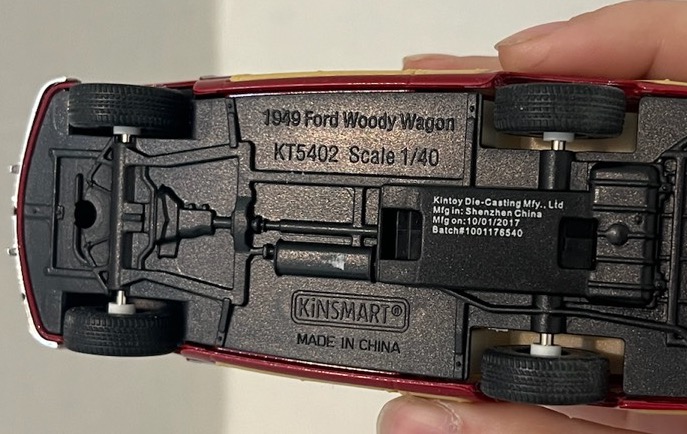 1949 Ford Woody Wagon
KT5402 Scale 1/40
Kintoy Die-Casting Mfy., Ltd
Mfg in: Shenzhen China
Mfg on: 10/01/2017
Batch#1001176540
KiNSMART®
MADE IN CHINA